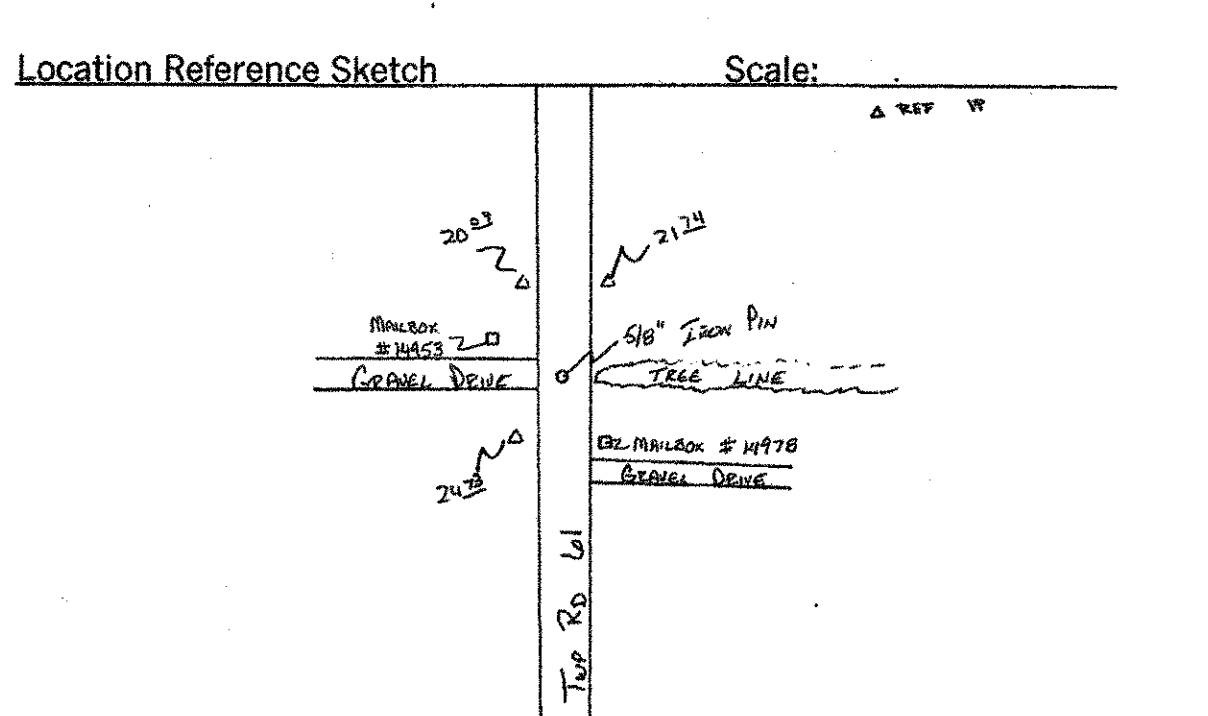 Location Reference Sketch Scale:
△ REF IP
20 03
21 74
MAILBOX
#14953
5/8" IRON PIN
GRAVEL DRIVE
TREE LINE
MAILBOX # 14978
GRAVEL DRIVE
24 73
TWP RD 61